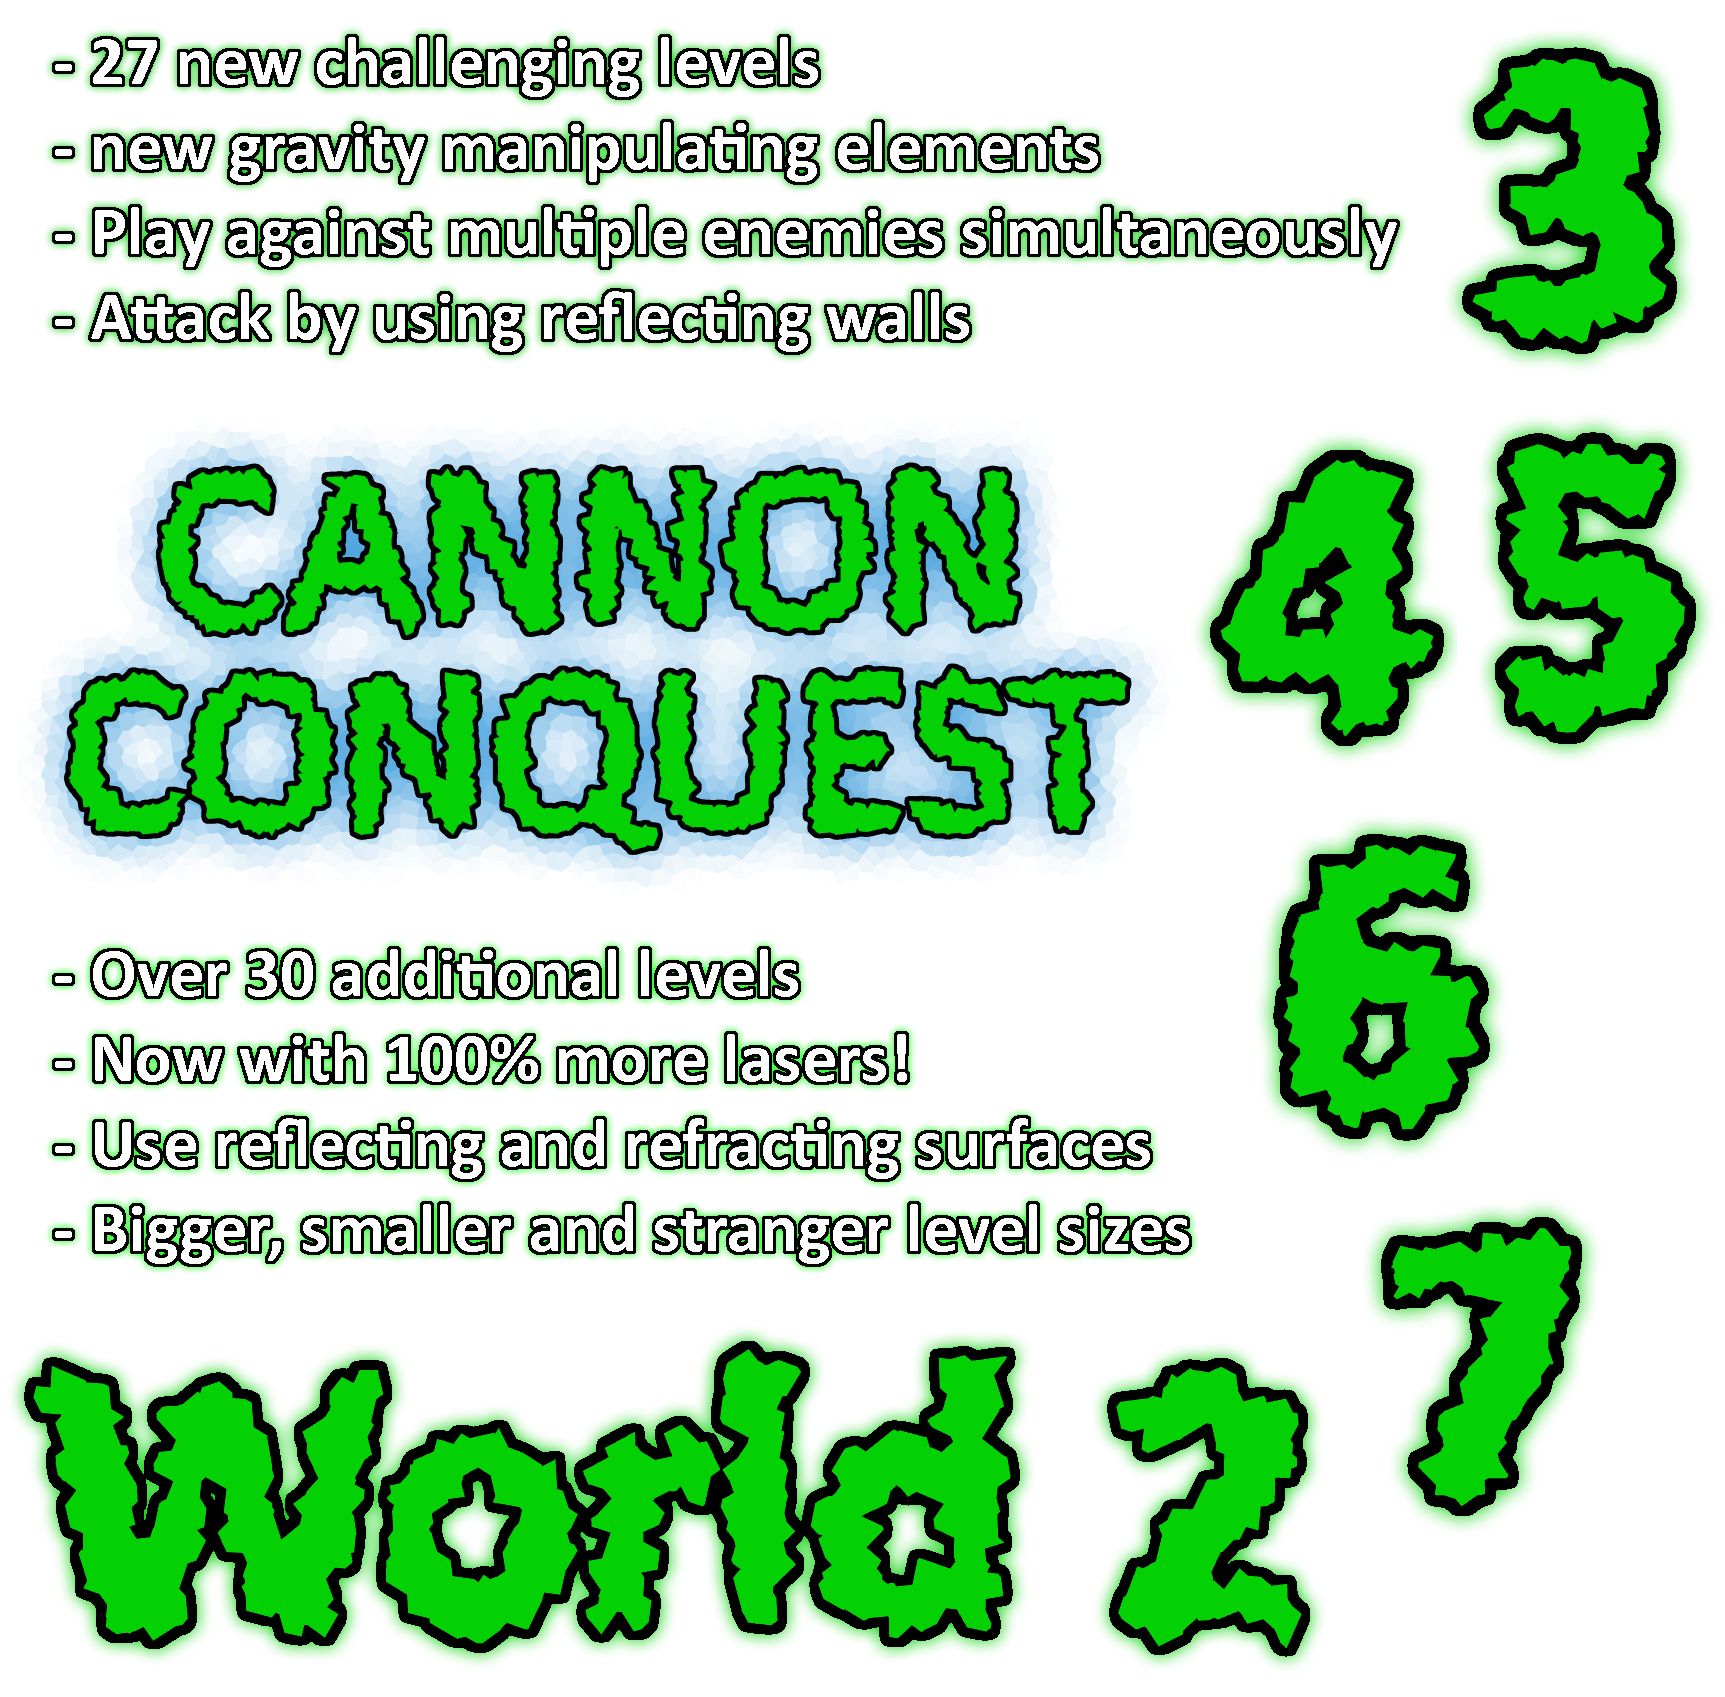 - 27 new challenging levels
- new gravity manipulating elements
- Play against multiple enemies simultaneously
- Attack by using reflecting walls
3
CANNON
CONQUEST
4 5
6
- Over 30 additional levels
- Now with 100% more lasers!
- Use reflecting and refracting surfaces
- Bigger, smaller and stranger level sizes
7
World 2